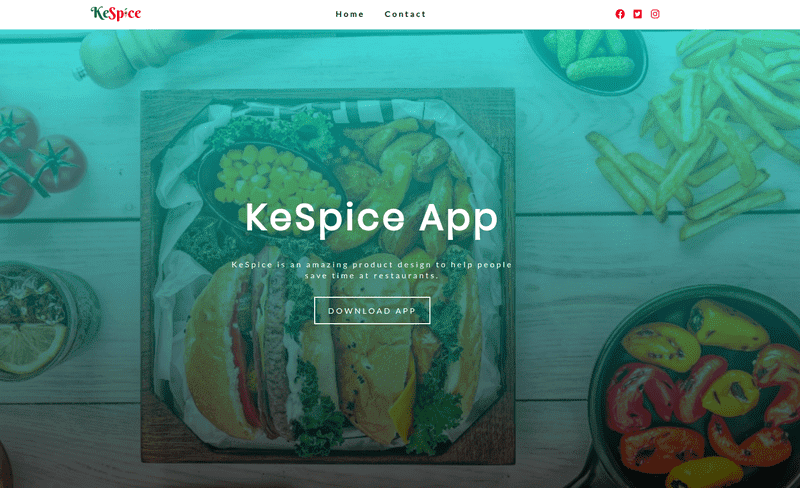 KeSpice
Home
Contact
KeSpice App
KeSpice is an amazing product design to help people
save time at restaurants.
DOWNLOAD APP